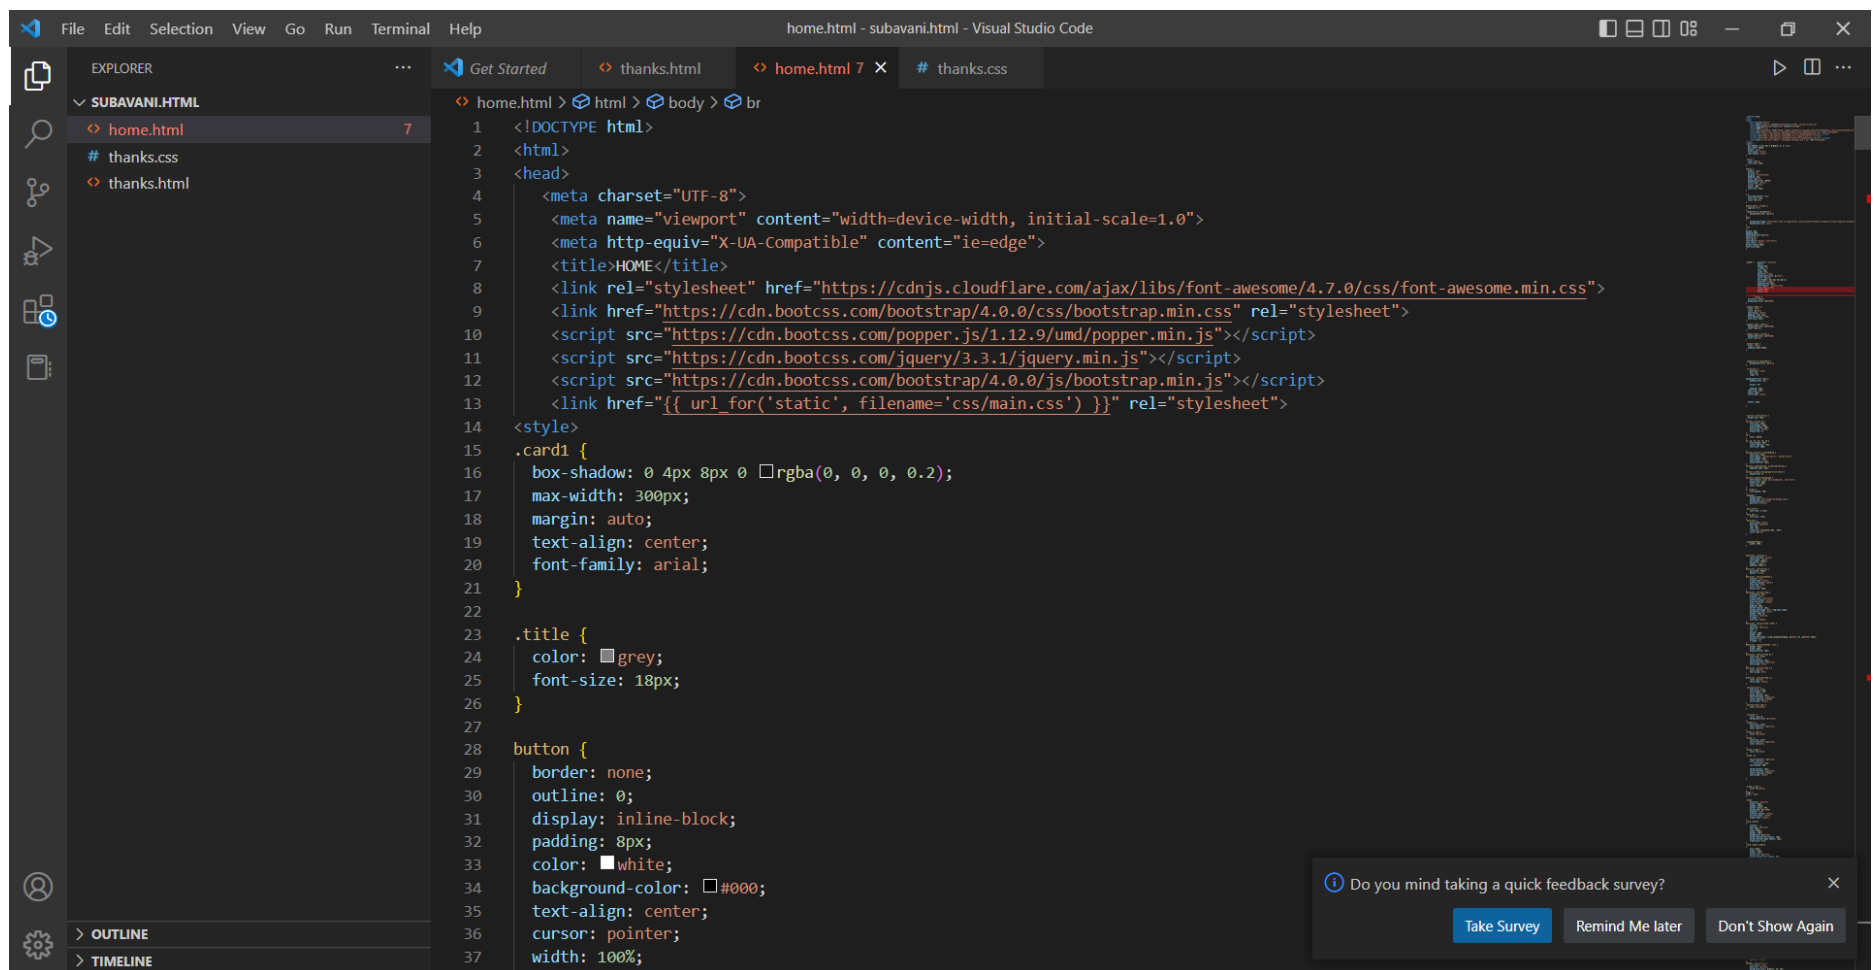 File Edit Selection View Go Run Terminal Help
home.html - subavani.html - Visual Studio Code
EXPLORER
SUBAVANI.HTML
home.html 7
thanks.css
thanks.html
OUTLINE
TIMELINE
Get Started
thanks.html
home.html 7
thanks.css
home.html > html > body > br
1 <!DOCTYPE html>
2 <html>
3 <head>
4 <meta charset="UTF-8">
5 <meta name="viewport" content="width=device-width, initial-scale=1.0">
6 <meta http-equiv="X-UA-Compatible" content="ie=edge">
7 <title>HOME</title>
8 <link rel="stylesheet" href="https://cdnjs.cloudflare.com/ajax/libs/font-awesome/4.7.0/css/font-awesome.min.css">
9 <link href="https://cdn.bootcss.com/bootstrap/4.0.0/css/bootstrap.min.css" rel="stylesheet">
10 <script src="https://cdn.bootcss.com/popper.js/1.12.9/umd/popper.min.js"></script>
11 <script src="https://cdn.bootcss.com/jquery/3.3.1/jquery.min.js"></script>
12 <script src="https://cdn.bootcss.com/bootstrap/4.0.0/js/bootstrap.min.js"></script>
13 <link href="{{ url_for('static', filename='css/main.css') }}" rel="stylesheet">
14 <style>
15 .card1 {
16 box-shadow: 0 4px 8px 0 rgba(0, 0, 0, 0.2);
17 max-width: 300px;
18 margin: auto;
19 text-align: center;
20 font-family: arial;
21 }
22
23 .title {
24 color: grey;
25 font-size: 18px;
26 }
27
28 button {
29 border: none;
30 outline: 0;
31 display: inline-block;
32 padding: 8px;
33 color: white;
34 background-color: #000;
35 text-align: center;
36 cursor: pointer;
37 width: 100%;
Do you mind taking a quick feedback survey?
Take Survey
Remind Me later
Don't Show Again